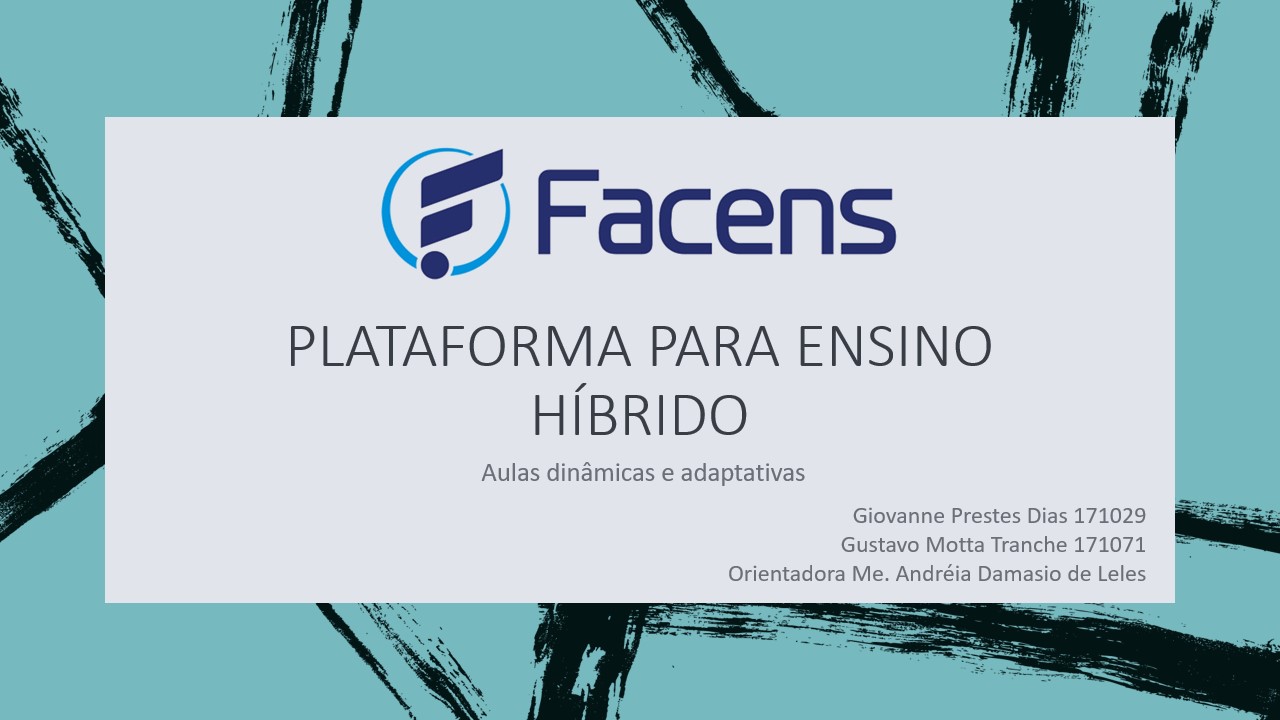 Facens
PLATAFORMA PARA ENSINO
HÍBRIDO
Aulas dinâmicas e adaptativas
Giovanne Prestes Dias 171029
Gustavo Motta Tranche 171071
Orientadora Me. Andréia Damasio de Leles